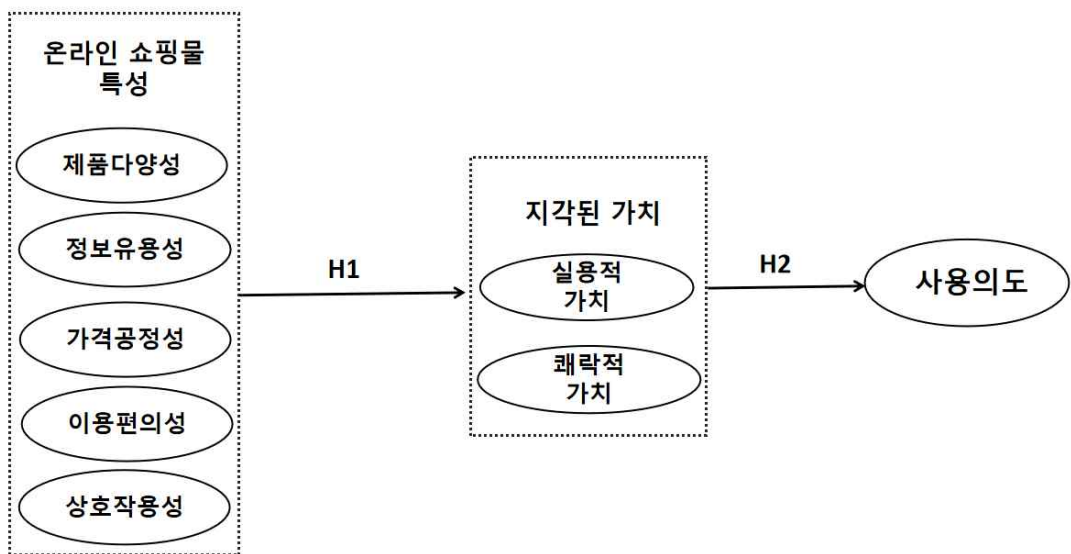 온라인 쇼핑물
특성
제품다양성
정보유용성
가격공정성
이용편의성
상호작용성
H1
지각된 가치
실용적
가치
쾌락적
가치
H2
사용의도